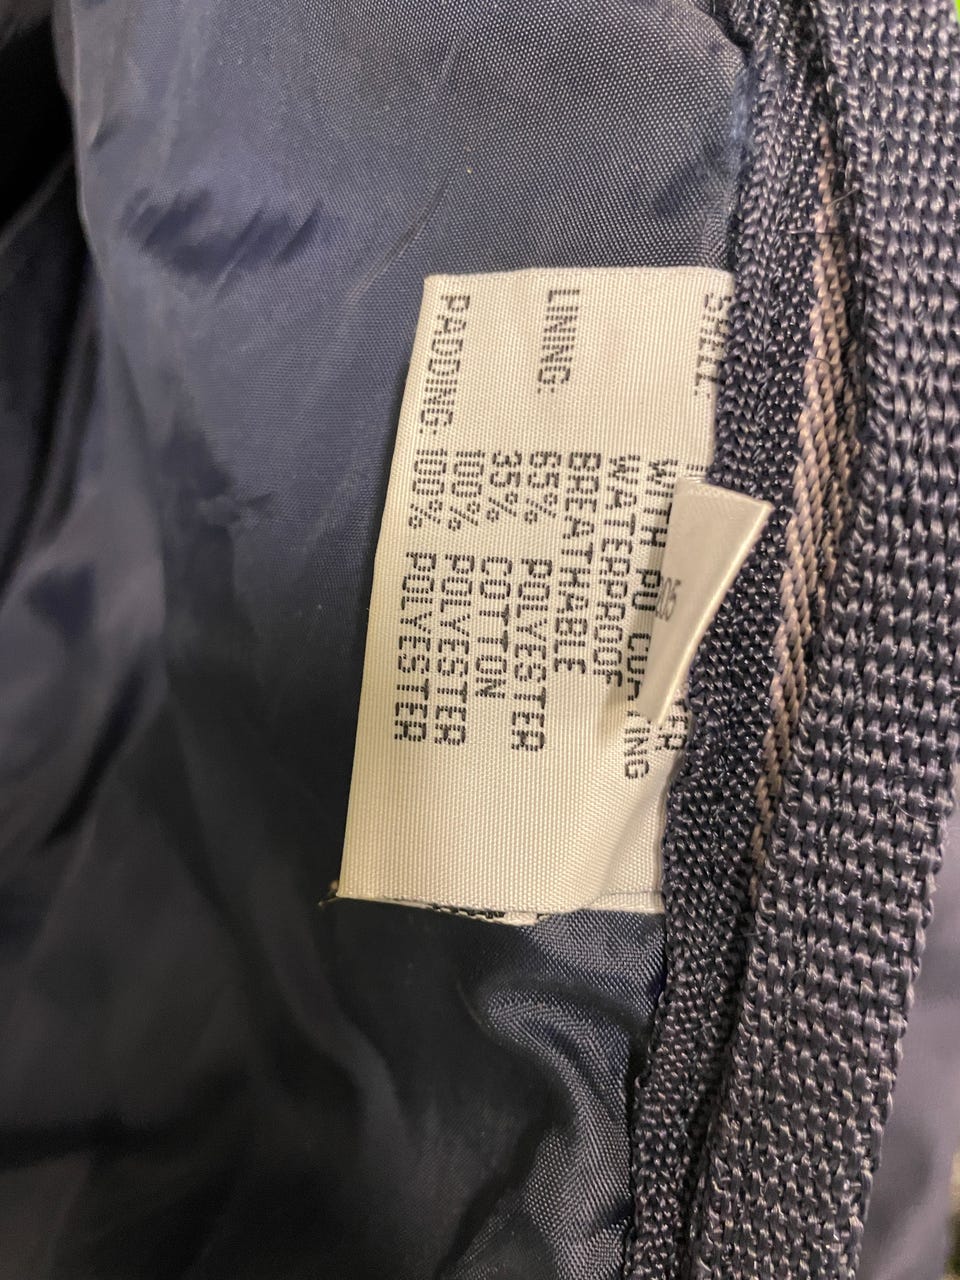 SHELL:
WITH PU
WATERPROOF
BREATHABLE
LINING: 65% POLYESTER
35% COTTON
100% POLYESTER
PADDING: 100% POLYESTER